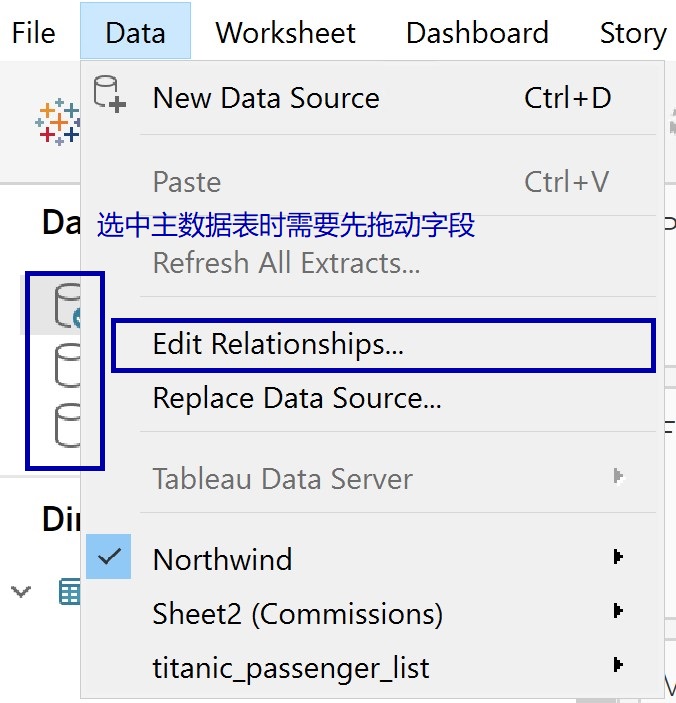 File Data Worksheet Dashboard Story
New Data Source Ctrl+D
Paste Ctrl+V
选中主数据表时需要先拖动字段
Da
Refresh All Extracts...
Edit Relationships...
Replace Data Source...
Tableau Data Server
Din
Northwind
Sheet2 (Commissions)
titanic_passenger_list